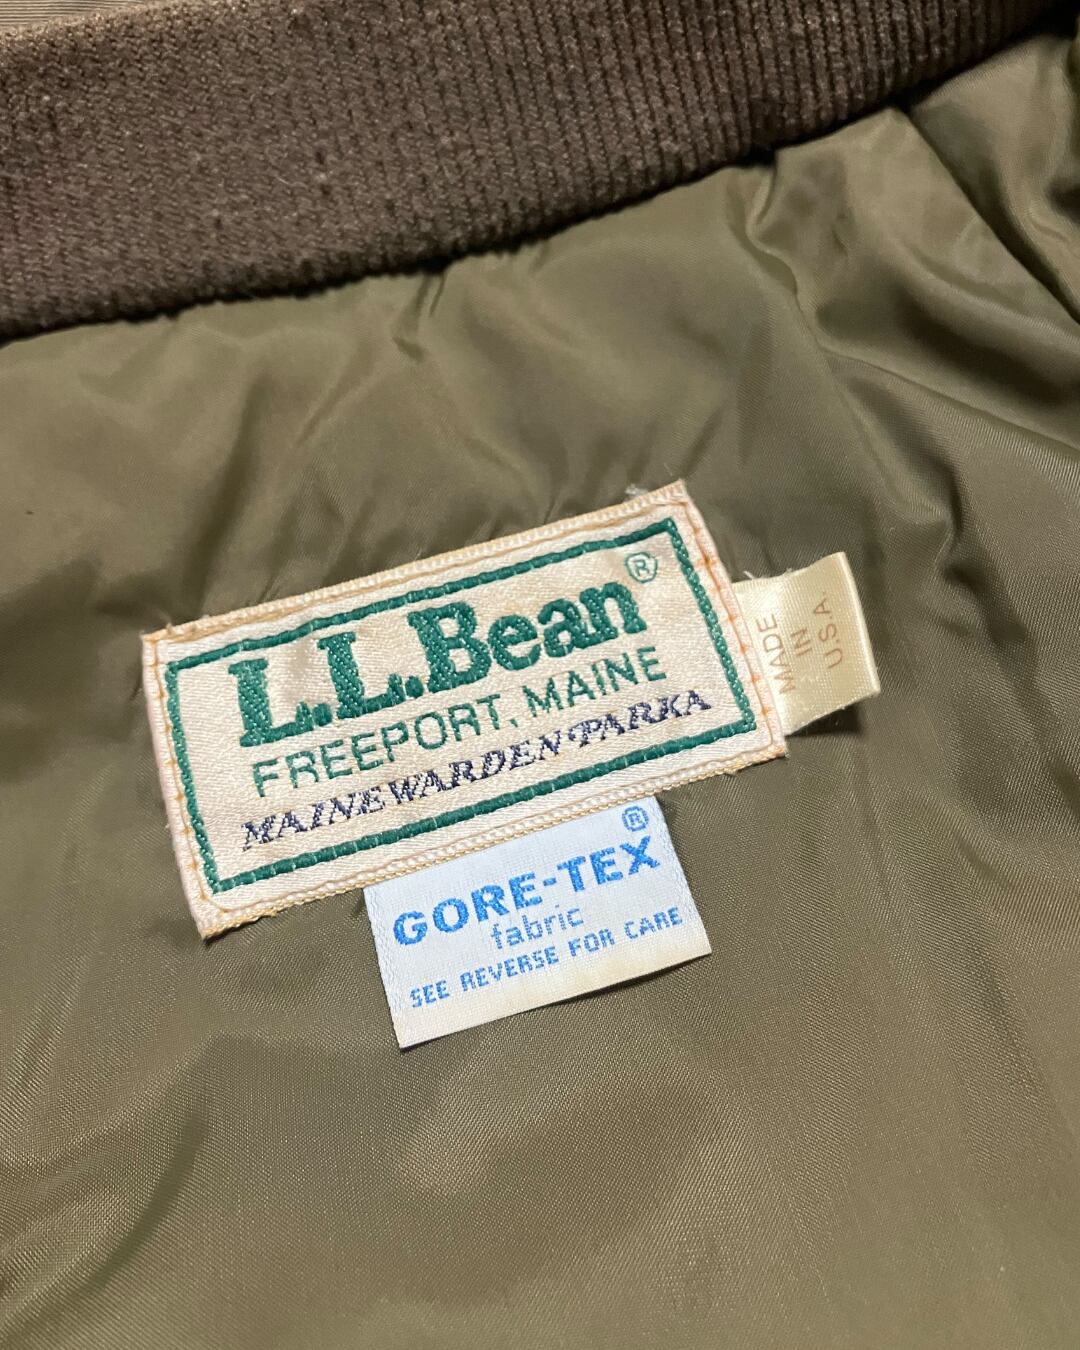 L.L.Bean®
FREEPORT, MAINE
MAINE WARDEN·PARKA
MADE
IN
U.S.A.
GORE-TEX®
fabric
SEE REVERSE FOR CARE